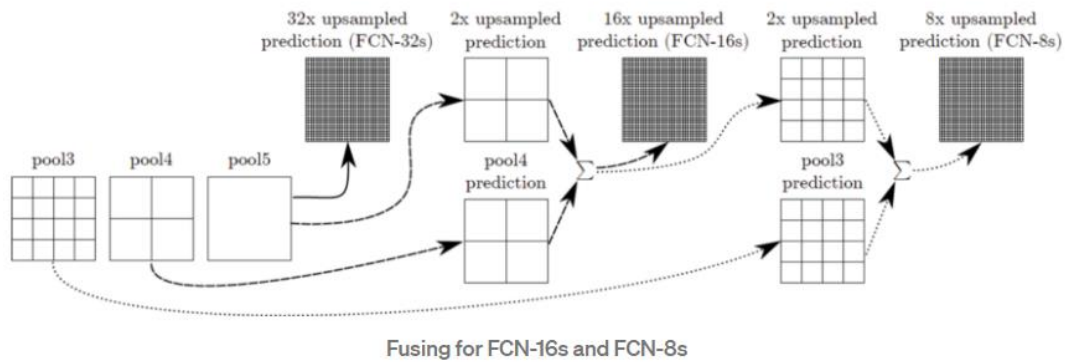 32x upsampled
prediction (FCN-32s)
2x upsampled
prediction
16x upsampled
prediction (FCN-16s)
2x upsampled
prediction
8x upsampled
prediction (FCN-8s)
pool3
pool4
pool5
pool4
prediction
Σ
pool3
prediction
Σ
Fusing for FCN-16s and FCN-8s